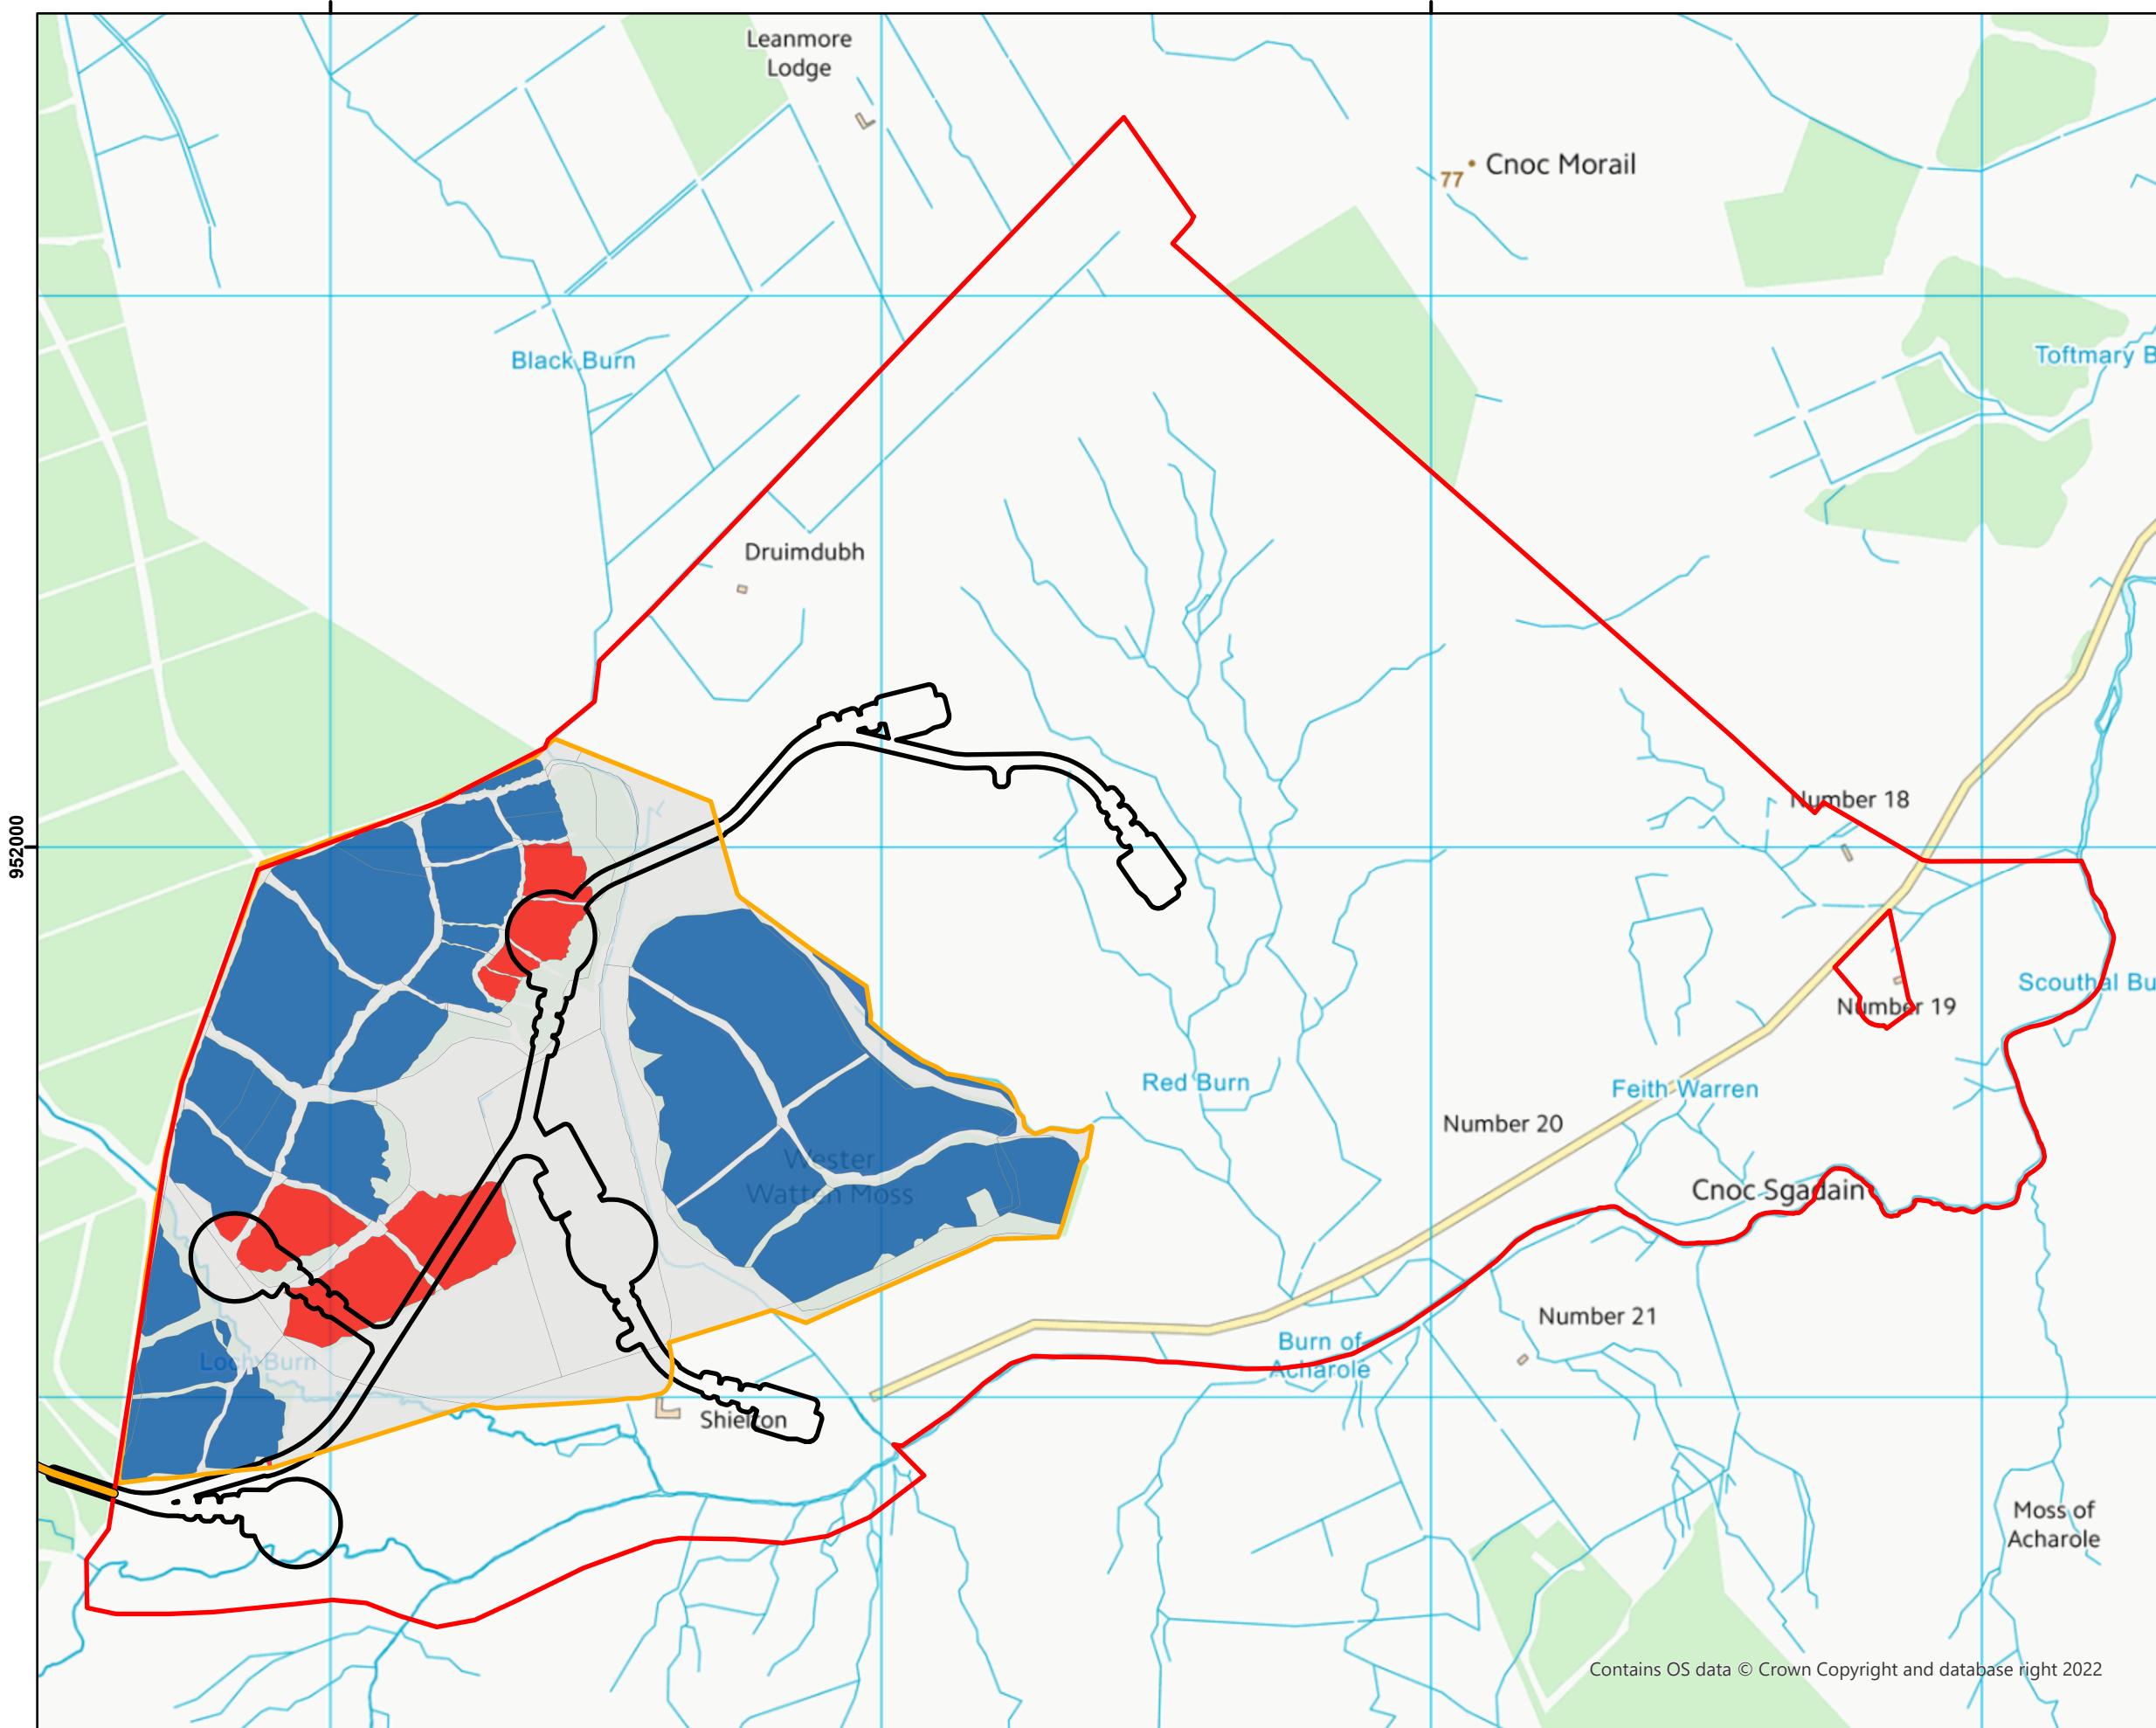 Leanmore
Lodge
77
Cnoc Morail
Black Burn
Toftmary B
Druimdubh
952000
Number 18
Scouthal Bu
Number 19
Red Burn
Feith Warren
Number 20
Wester
Watten Moss
Cnoc Sgadain
Number 21
Burn of
Acharole
Loch Burn
Shielton
Moss of
Acharole
Contains OS data © Crown Copyright and database right 2022